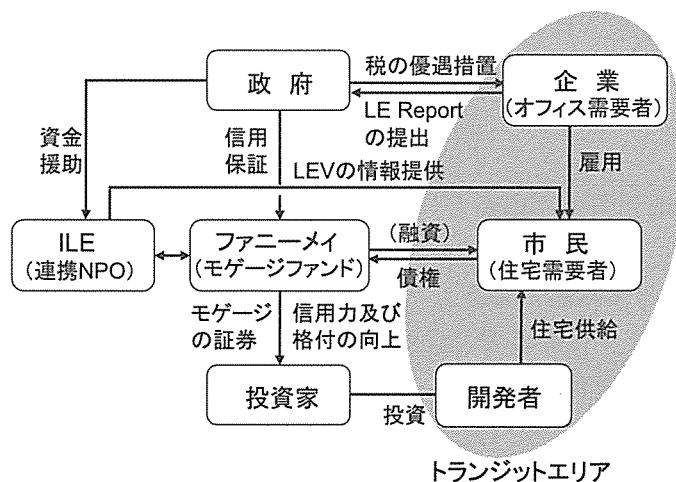 税の優遇措置
政 府
企 業
(オフィス需要者)
LE Report
の提出
資金
援助
信用
保証
雇用
LEVの情報提供
ILE
(連携NPO)
ファニーメイ
(モゲージファンド)
(融資)
債権
市 民
(住宅需要者)
モゲージ
の証券
信用力及び
格付の向上
住宅供給
投資家
投資
開発者
トランジットエリア